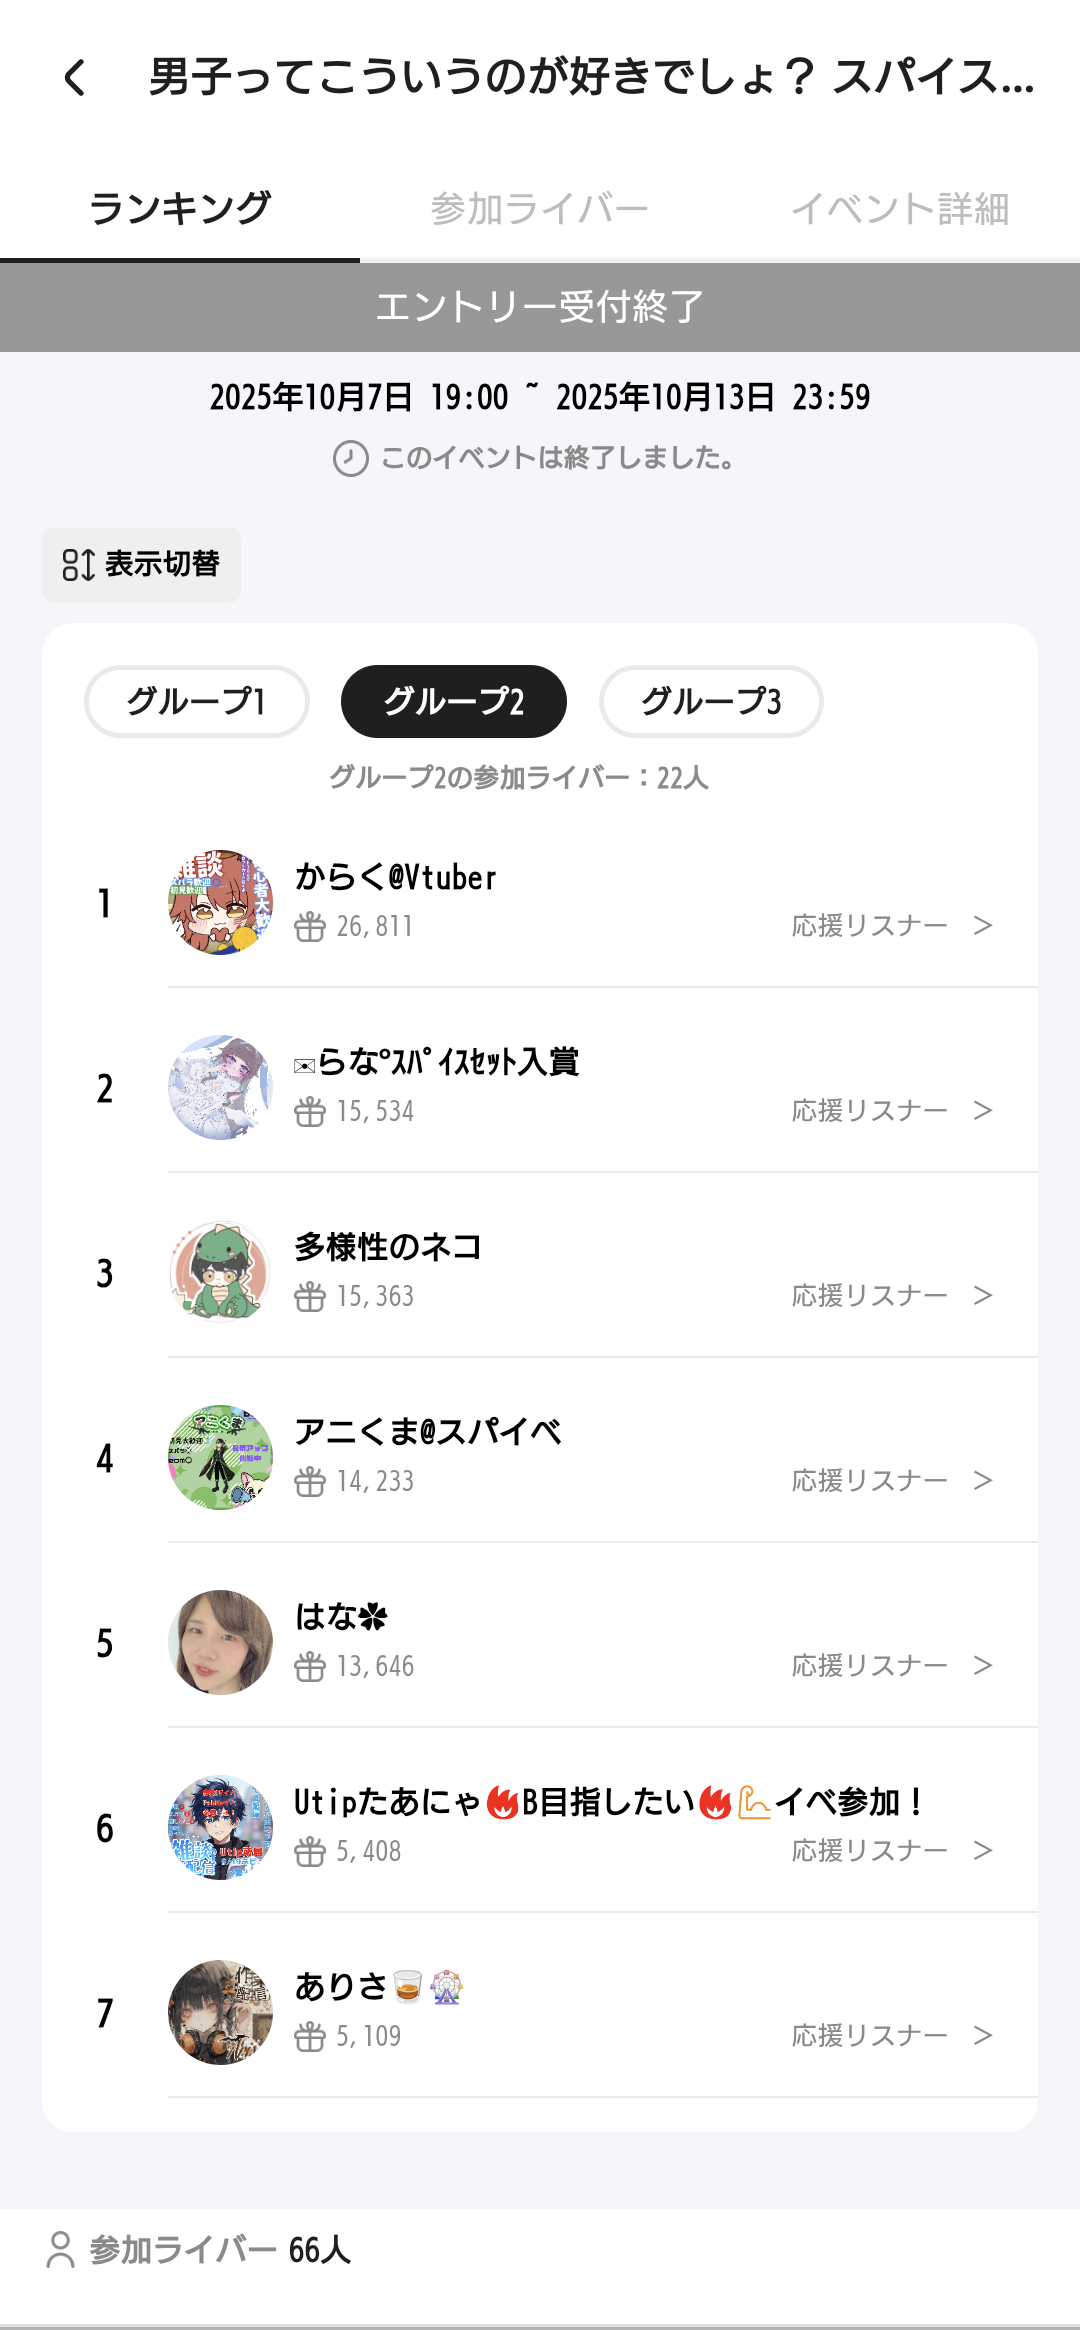 男子ってこういうのが好きでしょ？ スパイス...
ランキング 参加ライバー イベント詳細
エントリー受付終了
2025年10月7日 19:00 ~ 2025年10月13日 23:59
このイベントは終了しました。
表示切替
グループ1 グループ2 グループ3
グループ2の参加ライバー：22人
1 からく@Vtuber
26,811 応援リスナー >
2 ✉らな°ｽﾊﾟｲｽｾｯﾄ入賞
15,534 応援リスナー >
3 多様性のネコ
15,363 応援リスナー >
4 アニくま@スパイベ
14,233 応援リスナー >
5 はな✿
13,646 応援リスナー >
6 Utipたあにゃ🔥B目指したい🔥💪イベ参加！
5,408 応援リスナー >
7 ありさ🥃🎡
5,109 応援リスナー >
参加ライバー 66人